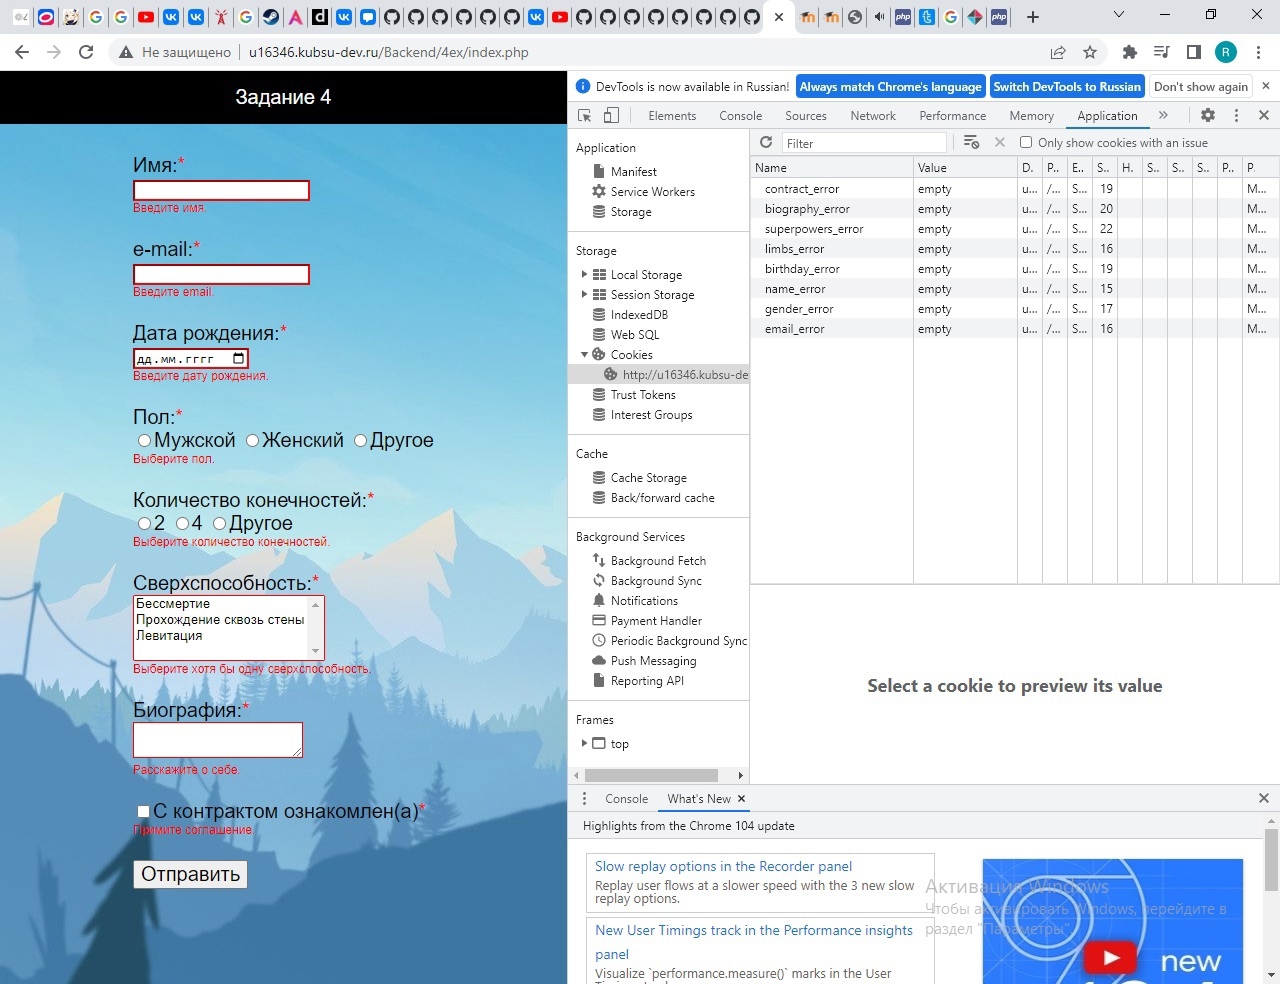 Не защищено u16346.kubsu-dev.ru/Backend/4ex/index.php
R
Задание 4
Имя:*
Введите имя.
e-mail:*
Введите email.
Дата рождения:*
дд.мм.гггг
Введите дату рождения.
Пол:*
Мужской Женский Другое
Выберите пол.
Количество конечностей:*
2 4 Другое
Выберите количество конечностей.
Сверхспособность:*
Бессмертие
Прохождение сквозь стены
Левитация
Выберите хотя бы одну сверхспособность.
Биография:*
Расскажите о себе.
С контрактом ознакомлен(а)*
Примите соглашение.
Отправить
DevTools is now available in Russian! Always match Chrome's language Switch DevTools to Russian Don't show again
Elements Console Sources Network Performance Memory Application
Application
Manifest
Service Workers
Storage
Storage
Local Storage
Session Storage
IndexedDB
Web SQL
Cookies
http://u16346.kubsu-de
Trust Tokens
Interest Groups
Cache
Cache Storage
Back/forward cache
Background Services
Background Fetch
Background Sync
Notifications
Payment Handler
Periodic Background Sync
Push Messaging
Reporting API
Frames
top
Filter Only show cookies with an issue
Name Value D. P.. E.. S.. H. S.. S.. S.. P.. P.
contract_error empty u... /... S... 19 M...
biography_error empty u... /... S... 20 M...
superpowers_error empty u... /... S... 22 M...
limbs_error empty u... /... S... 16 M...
birthday_error empty u... /... S... 19 M...
name_error empty u... /... S... 15 M...
gender_error empty u... /... S... 17 M...
email_error empty u... /... S... 16 M...
Select a cookie to preview its value
Console What's New
Highlights from the Chrome 104 update
Slow replay options in the Recorder panel
Replay user flows at a slower speed with the 3 new slow
replay options.
New User Timings track in the Performance insights
panel
Visualize `performance.measure()` marks in the User
new
Активация Windows
Чтобы активировать Windows, перейдите в
раздел "Параметры".